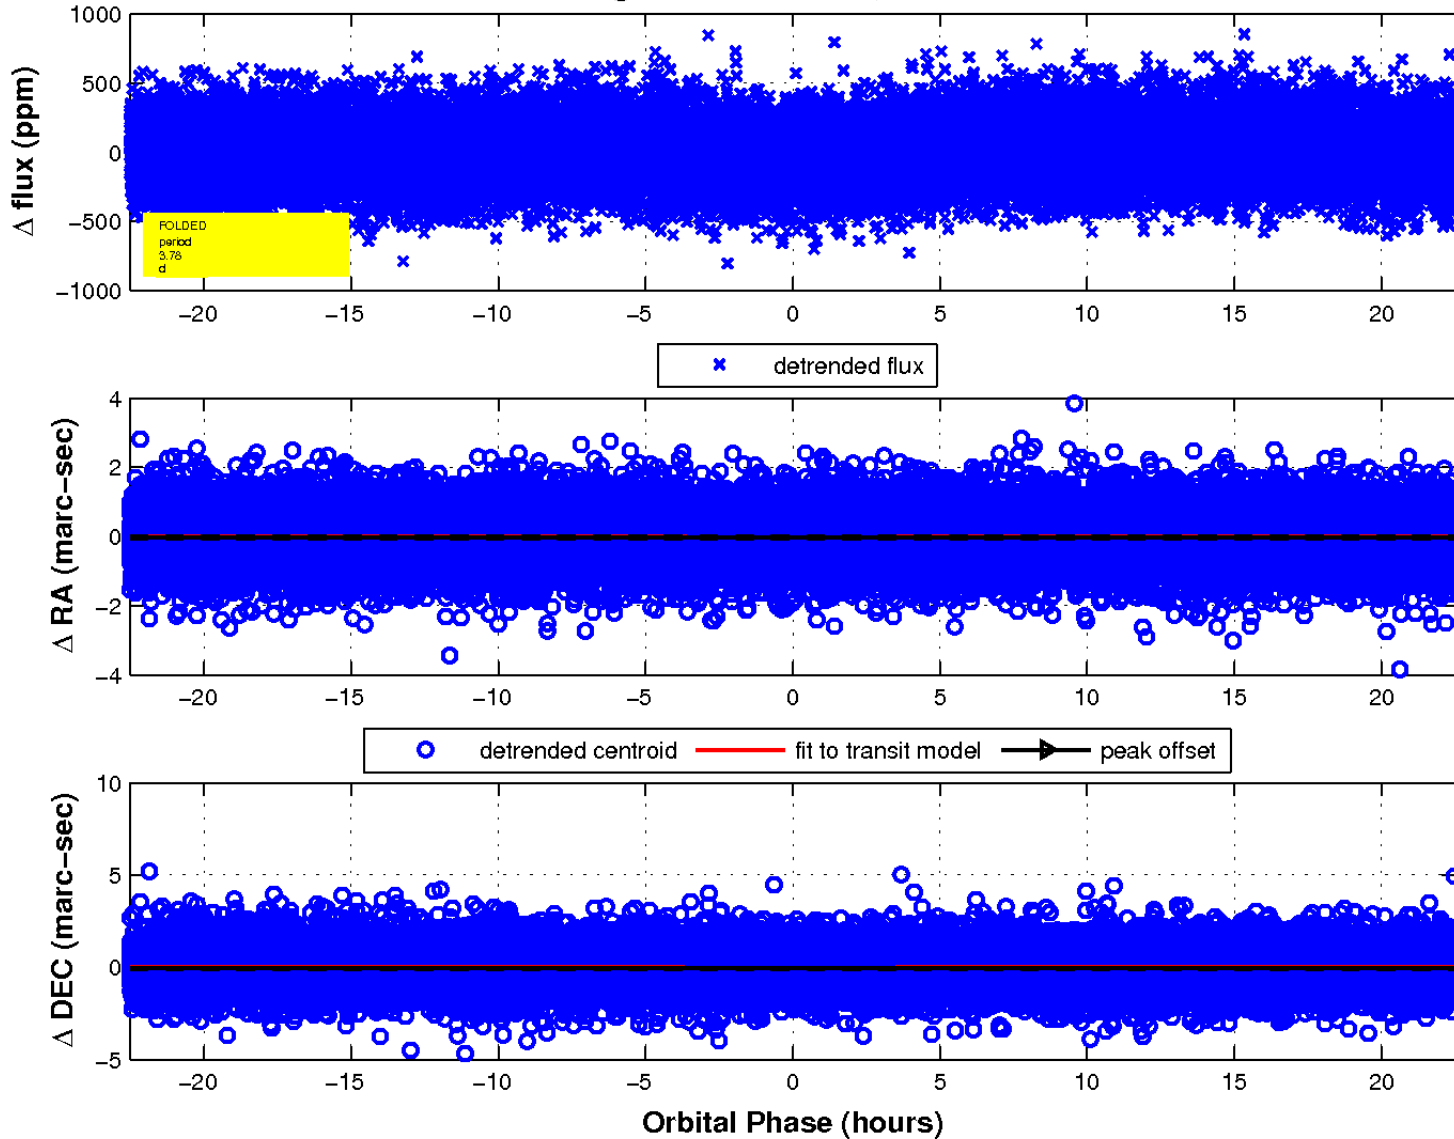 1000
500
0
−500
−1000
Δ flux (ppm)
FOLDED
period
3.78
d
−20 −15 −10 −5 0 5 10 15 20
detrended flux
4
2
0
−2
−4
Δ RA (marc−sec)
−20 −15 −10 −5 0 5 10 15 20
detrended centroid fit to transit model peak offset
10
5
0
−5
Δ DEC (marc−sec)
−20 −15 −10 −5 0 5 10 15 20
Orbital Phase (hours)